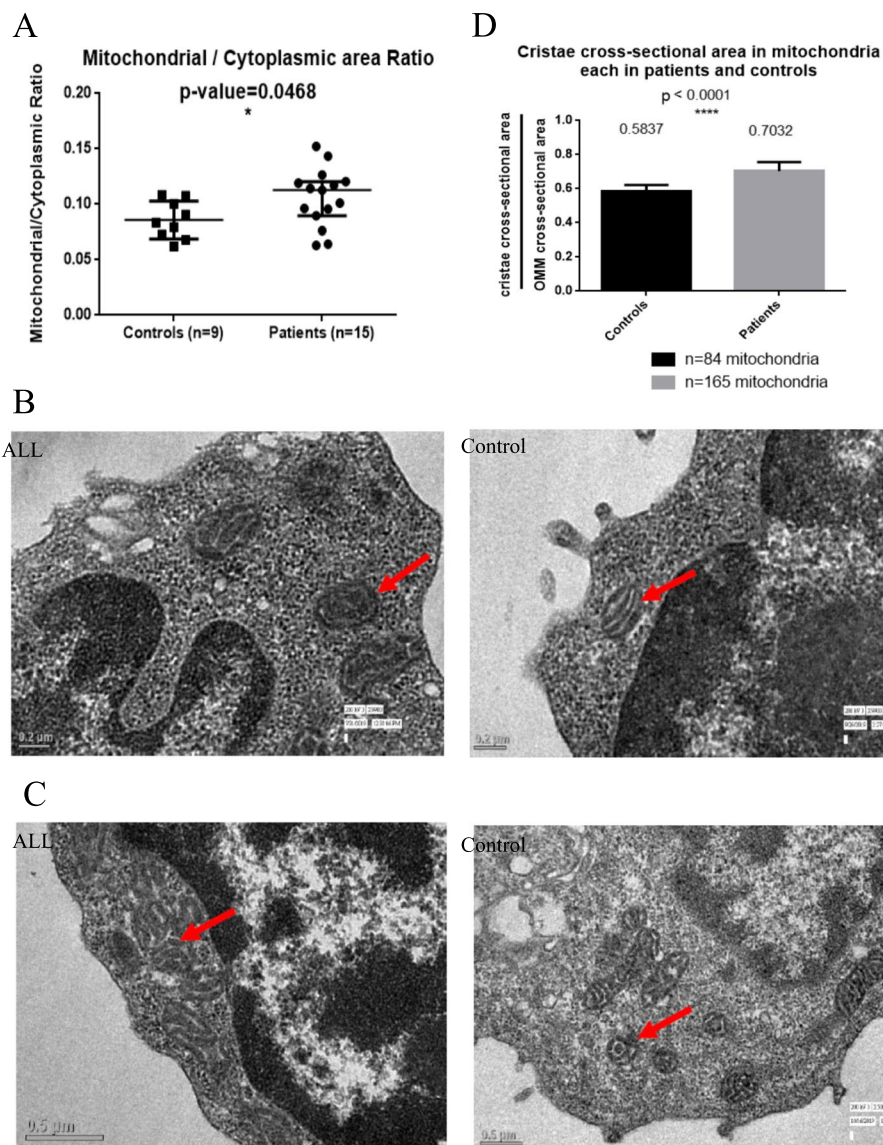 A
Mitochondrial / Cytoplasmic area Ratio
p-value=0.0468
*
Mitochondrial/Cytoplasmic Ratio
0.20
0.15
0.10
0.05
0.00
Controls (n=9)
Patients (n=15)
D
Cristae cross-sectional area in mitochondria
each in patients and controls
p < 0.0001
****
0.5837
0.7032
cristae cross-sectional area
OMM cross-sectional area
1.0
0.8
0.6
0.4
0.2
0.0
Controls
Patients
n=84 mitochondria
n=165 mitochondria
B
ALL
0.2 µm
Control
0.2 µm
C
ALL
0.5 µm
Control
0.5 µm